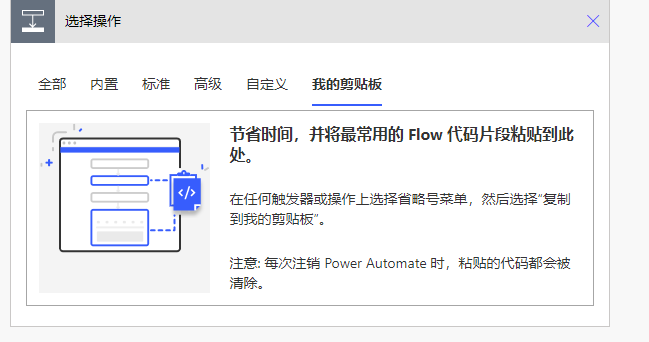 选择操作
全部 内置 标准 高级 自定义 我的剪贴板
节省时间，并将最常用的 Flow 代码片段粘贴到此
处。
在任何触发器或操作上选择省略号菜单，然后选择"复制
到我的剪贴板"。
注意: 每次注销 Power Automate 时，粘贴的代码都会被
清除。